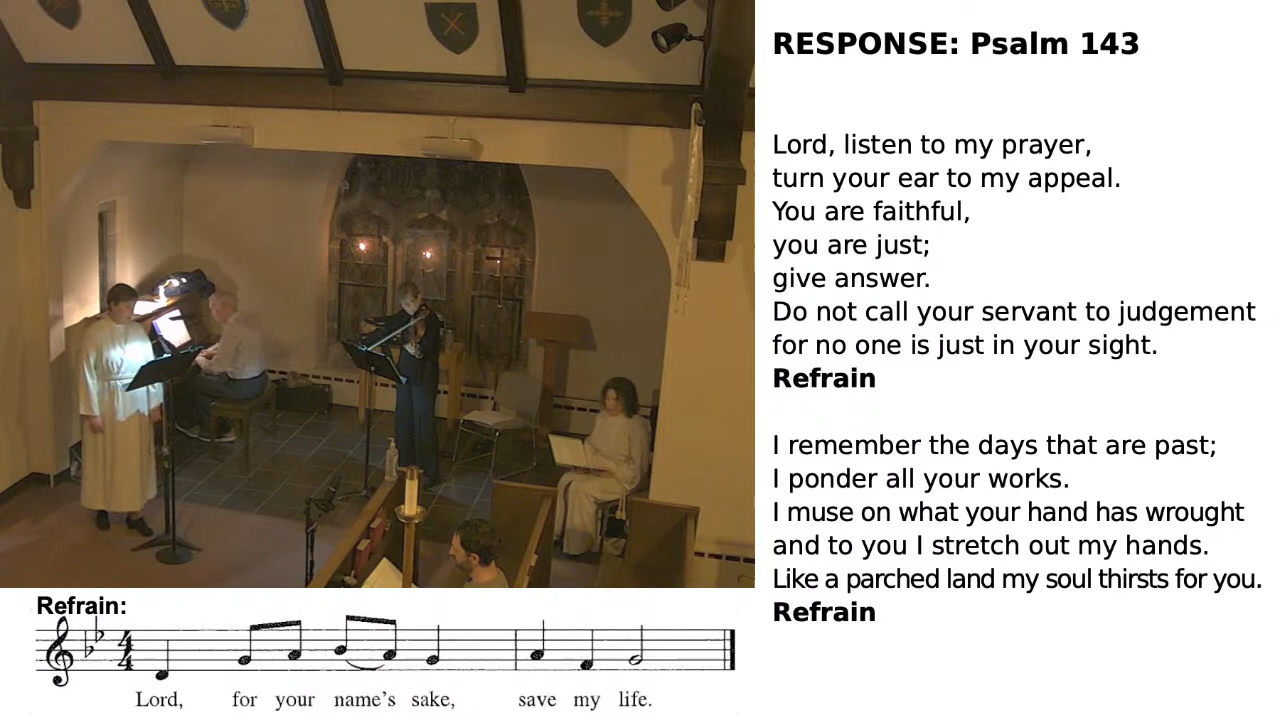 RESPONSE: Psalm 143
Lord, listen to my prayer,
turn your ear to my appeal.
You are faithful,
you are just;
give answer.
Do not call your servant to judgement
for no one is just in your sight.
Refrain
I remember the days that are past;
I ponder all your works.
I muse on what your hand has wrought
and to you I stretch out my hands.
Like a parched land my soul thirsts for you.
Refrain
Refrain:
Lord, for your name's sake, save my life.